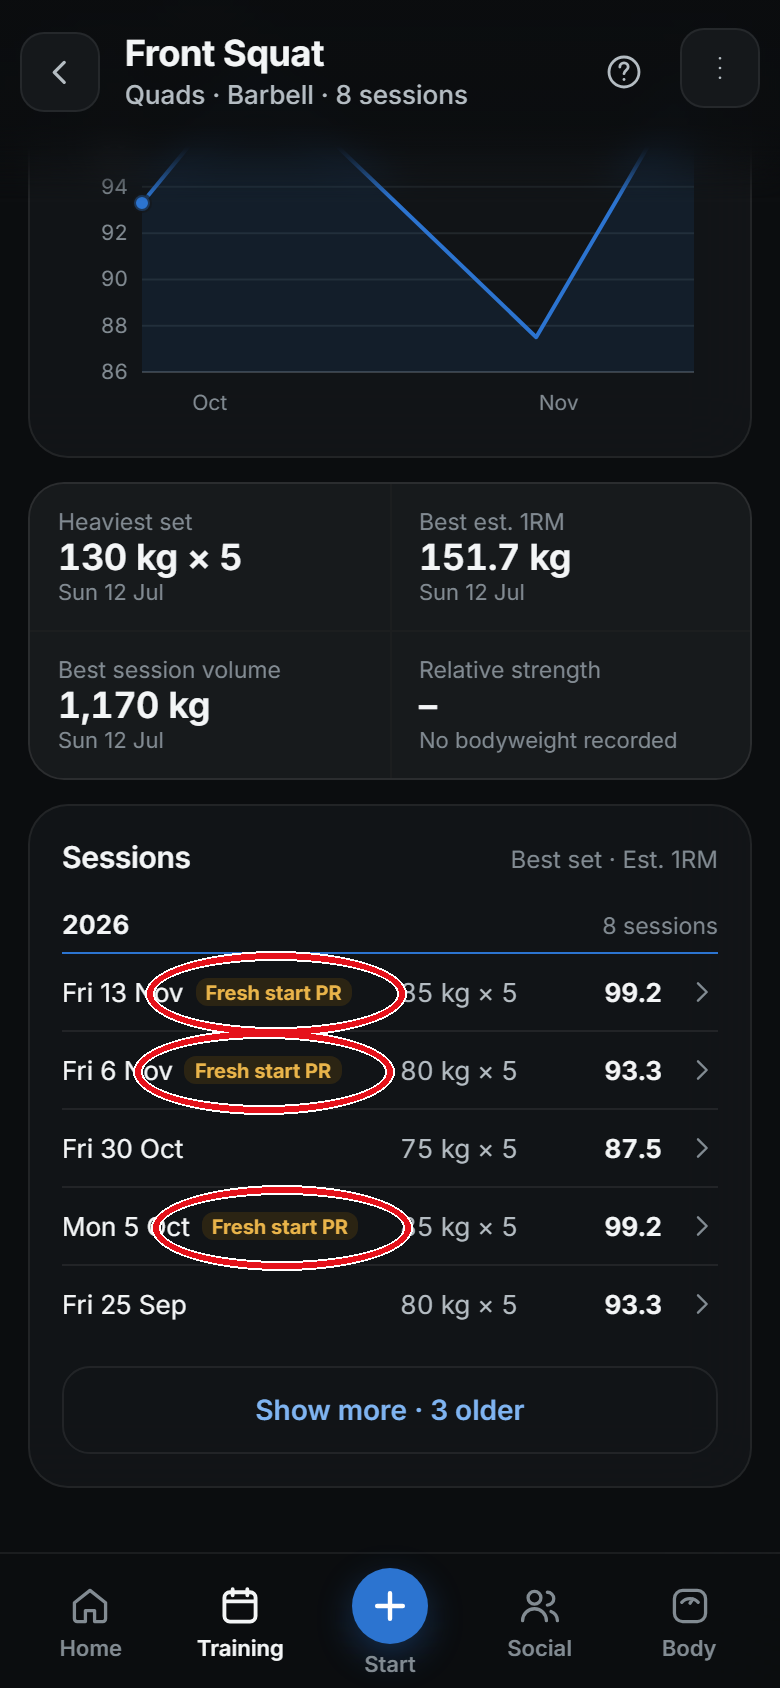 Front Squat
Quads · Barbell · 8 sessions
94
92
90
88
86
Oct Nov
Heaviest set
130 kg × 5
Sun 12 Jul
Best est. 1RM
151.7 kg
Sun 12 Jul
Best session volume
1,170 kg
Sun 12 Jul
Relative strength
–
No bodyweight recorded
Sessions Best set · Est. 1RM
2026 8 sessions
Fri 13 Nov Fresh start PR 85 kg × 5 99.2
Fri 6 Nov Fresh start PR 80 kg × 5 93.3
Fri 30 Oct 75 kg × 5 87.5
Mon 5 Oct Fresh start PR 85 kg × 5 99.2
Fri 25 Sep 80 kg × 5 93.3
Show more · 3 older
Home Training Start Social Body